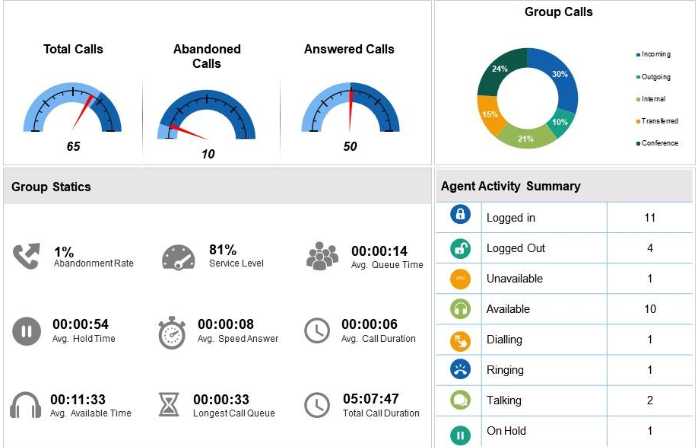 Total Calls
65
Abandoned
Calls
10
Answered Calls
50
Group Calls
30%
10%
21%
15%
24%
Incoming
Outgoing
Internal
Transferred
Conference
Group Statics
1%
Abandonment Rate
81%
Service Level
00:00:14
Avg. Queue Time
00:00:54
Avg. Hold Time
00:00:08
Avg. Speed Answer
00:00:06
Avg. Call Duration
00:11:33
Avg. Available Time
00:00:33
Longest Call Queue
05:07:47
Total Call Duration
Agent Activity Summary
Logged in 11
Logged Out 4
Unavailable 1
Available 10
Dialling 1
Ringing 1
Talking 2
On Hold 1